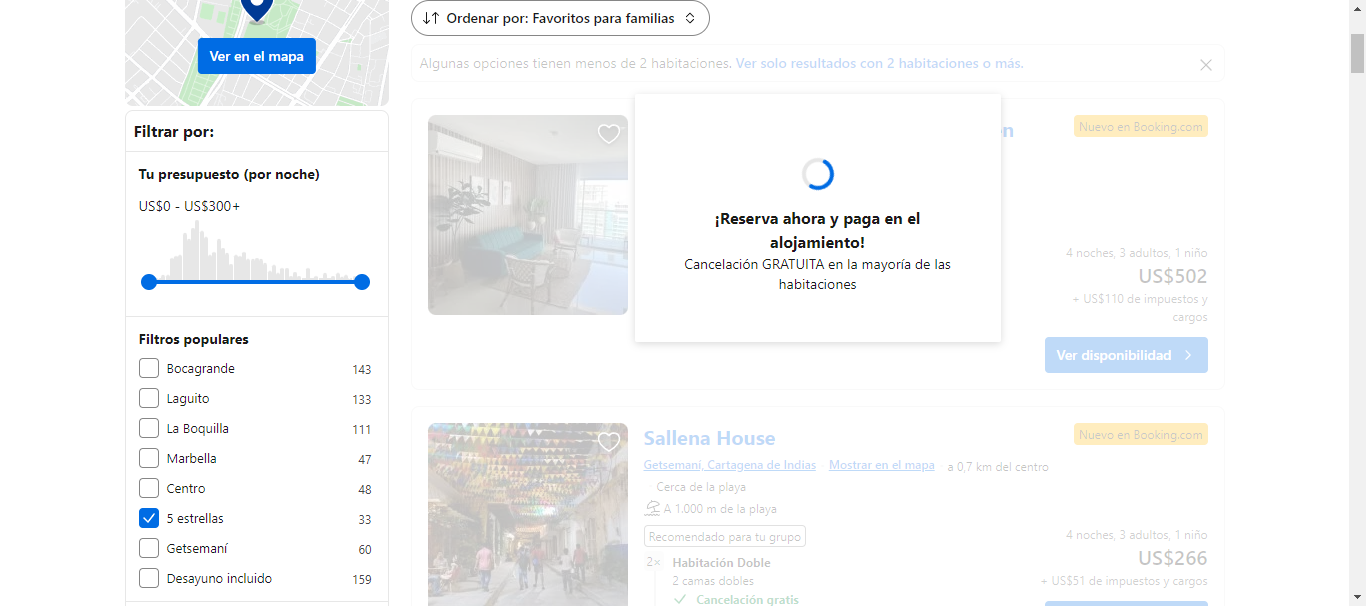 Ver en el mapa
Filtrar por:
Tu presupuesto (por noche)
US$0 - US$300+
Filtros populares
Bocagrande 143
Laguito 133
La Boquilla 111
Marbella 47
Centro 48
5 estrellas 33
Getsemaní 60
Desayuno incluido 159
Ordenar por: Favoritos para familias
Algunas opciones tienen menos de 2 habitaciones. Ver solo resultados con 2 habitaciones o más.
Nuevo en Booking.com
¡Reserva ahora y paga en el
alojamiento!
Cancelación GRATUITA en la mayoría de las
habitaciones
4 noches, 3 adultos, 1 niño
US$502
+ US$110 de impuestos y
cargos
Ver disponibilidad
Sallena House
Nuevo en Booking.com
Getsemaní, Cartagena de Indias Mostrar en el mapa a 0,7 km del centro
Cerca de la playa
A 1.000 m de la playa
Recomendado para tu grupo
2× Habitación Doble
2 camas dobles
Cancelación gratis
4 noches, 3 adultos, 1 niño
US$266
+ US$51 de impuestos y cargos